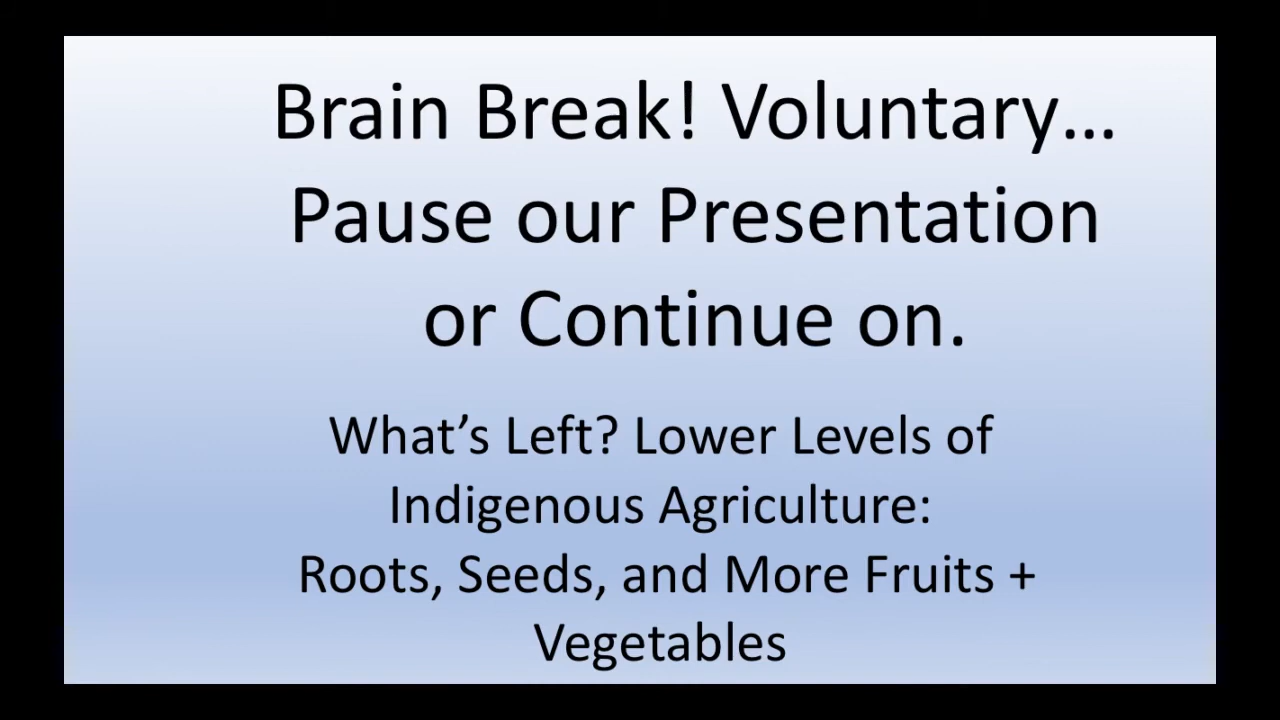 Brain Break! Voluntary...
Pause our Presentation
or Continue on.
What’s Left? Lower Levels of
Indigenous Agriculture:
Roots, Seeds, and More Fruits +
Vegetables